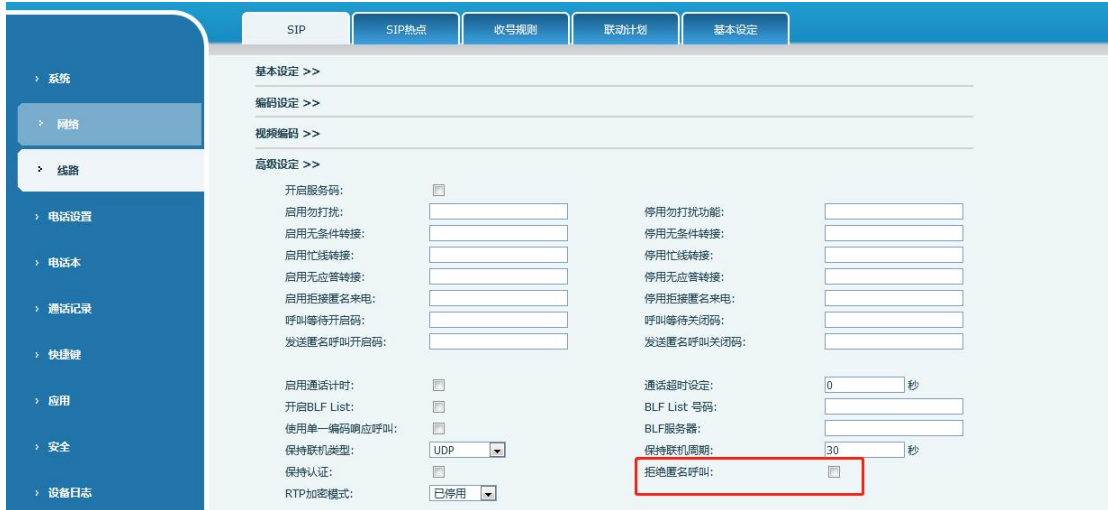 SIP SIP热点 收号规则 联动计划 基本设定
› 系统
› 网络
› 线路
› 电话设置
› 电话本
› 通话记录
› 快捷键
› 应用
› 安全
› 设备日志
基本设定 >>
编码设定 >>
视频编码 >>
高级设定 >>
开启服务码:
启用勿打扰: 停用勿打扰功能:
启用无条件转接: 停用无条件转接:
启用忙线转接: 停用忙线转接:
启用无应答转接: 停用无应答转接:
启用拒接匿名来电: 停用拒接匿名来电:
呼叫等待开启码: 呼叫等待关闭码:
发送匿名呼叫开启码: 发送匿名呼叫关闭码:
启用通话计时: 通话超时设定: 0 秒
开启BLF List: BLF List 号码:
使用单一编码响应呼叫: BLF服务器:
保持联机类型: UDP 保持联机周期: 30 秒
保持认证: 拒绝匿名呼叫:
RTP加密模式: 已停用